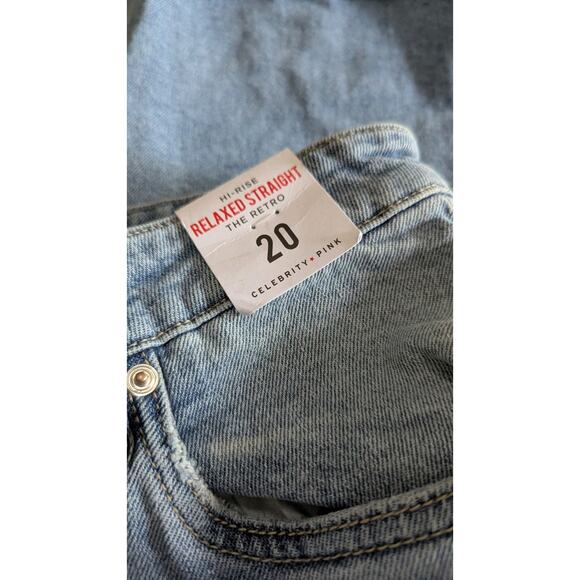 HI-RISE
RELAXED STRAIGHT
THE RETRO
20
CELEBRITY★PINK